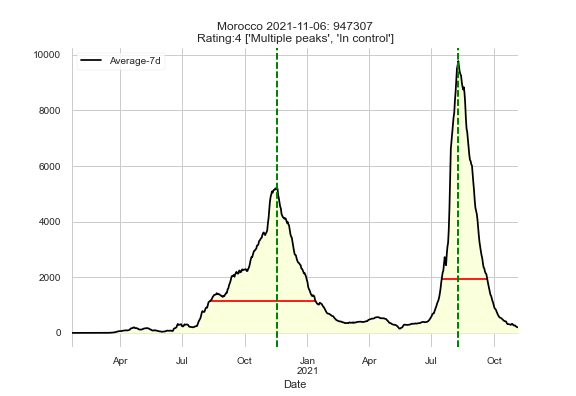 Morocco 2021-11-06: 947307
Rating:4 ['Multiple peaks', 'In control']
Average-7d
10000
8000
6000
4000
2000
0
Apr Jul Oct Jan Apr Jul Oct
2021
Date